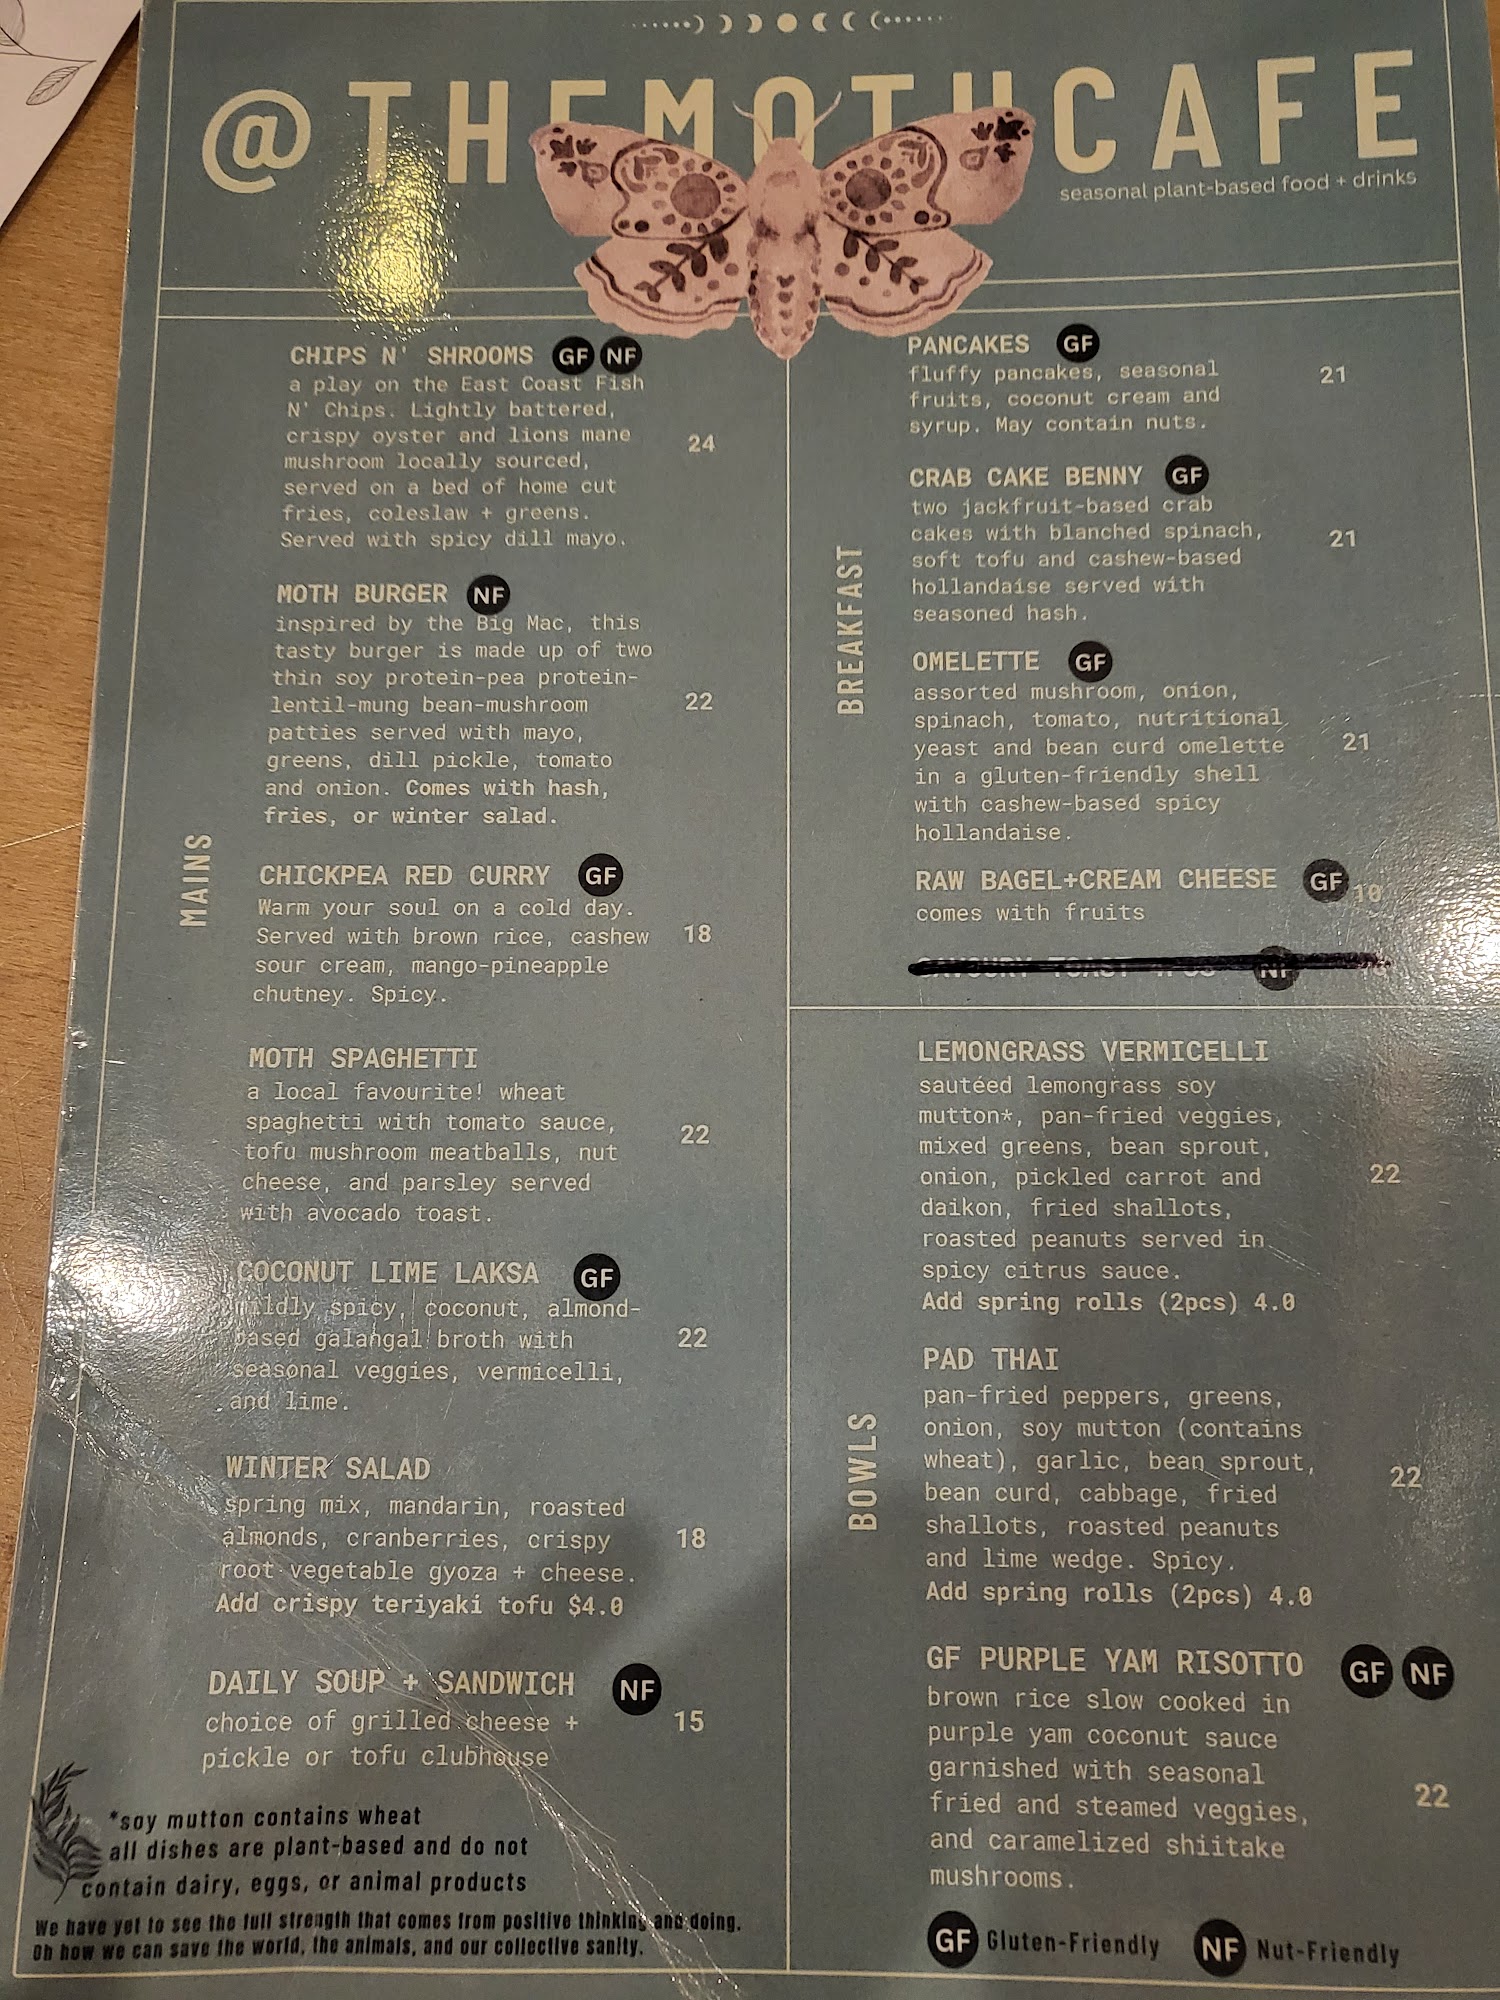 @THEMOTHCAFE
seasonal plant-based food + drinks
MAINS
CHIPS N' SHROOMS GF NF
a play on the East Coast Fish
N' Chips. Lightly battered,
crispy oyster and lions mane
mushroom locally sourced,
served on a bed of home cut
fries, coleslaw + greens.
Served with spicy dill mayo.
24
MOTH BURGER NF
inspired by the Big Mac, this
tasty burger is made up of two
thin soy protein-pea protein-
lentil-mung bean-mushroom
patties served with mayo,
greens, dill pickle, tomato
and onion. Comes with hash,
fries, or winter salad.
22
CHICKPEA RED CURRY GF
Warm your soul on a cold day.
Served with brown rice, cashew
sour cream, mango-pineapple
chutney. Spicy.
18
MOTH SPAGHETTI
a local favourite! wheat
spaghetti with tomato sauce,
tofu mushroom meatballs, nut
cheese, and parsley served
with avocado toast.
22
COCONUT LIME LAKSA GF
mildly spicy, coconut, almond-
based galangal broth with
seasonal veggies, vermicelli,
and lime.
22
WINTER SALAD
spring mix, mandarin, roasted
almonds, cranberries, crispy
root vegetable gyoza + cheese.
Add crispy teriyaki tofu $4.0
18
DAILY SOUP + SANDWICH NF
choice of grilled cheese +
pickle or tofu clubhouse
15
*soy mutton contains wheat
all dishes are plant-based and do not
contain dairy, eggs, or animal products
We have yet to see the full strength that comes from positive thinking and doing.
Oh how we can save the world, the animals, and our collective sanity.
BREAKFAST
PANCAKES GF
fluffy pancakes, seasonal
fruits, coconut cream and
syrup. May contain nuts.
21
CRAB CAKE BENNY GF
two jackfruit-based crab
cakes with blanched spinach,
soft tofu and cashew-based
hollandaise served with
seasoned hash.
21
OMELETTE GF
assorted mushroom, onion,
spinach, tomato, nutritional
yeast and bean curd omelette
in a gluten-friendly shell
with cashew-based spicy
hollandaise.
21
RAW BAGEL+CREAM CHEESE GF 10
comes with fruits
NF
BOWLS
LEMONGRASS VERMICELLI
sautéed lemongrass soy
mutton*, pan-fried veggies,
mixed greens, bean sprout,
onion, pickled carrot and
daikon, fried shallots,
roasted peanuts served in
spicy citrus sauce.
Add spring rolls (2pcs) 4.0
22
PAD THAI
pan-fried peppers, greens,
onion, soy mutton (contains
wheat), garlic, bean sprout,
bean curd, cabbage, fried
shallots, roasted peanuts
and lime wedge. Spicy.
Add spring rolls (2pcs) 4.0
22
GF PURPLE YAM RISOTTO GF NF
brown rice slow cooked in
purple yam coconut sauce
garnished with seasonal
fried and steamed veggies,
and caramelized shiitake
mushrooms.
22
GF Gluten-Friendly NF Nut-Friendly